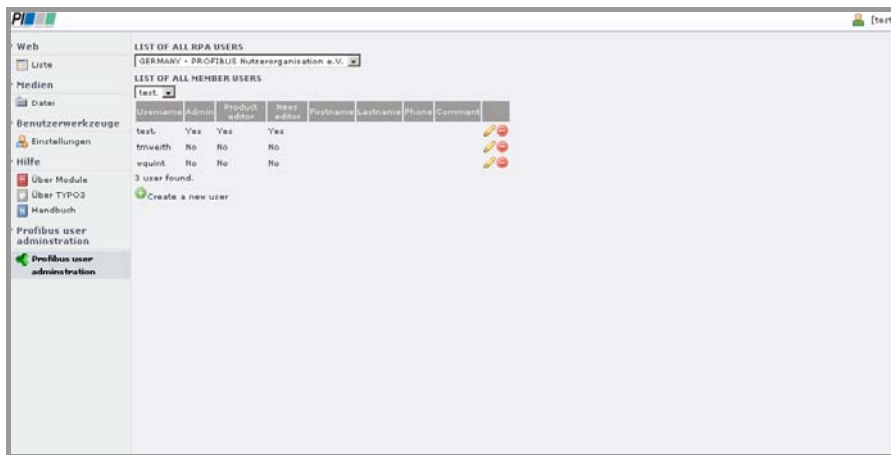 PI
[test
Web
Liste
Medien
Datei
Benutzerwerkzeuge
Einstellungen
Hilfe
Über Module
Über TYPO3
Handbuch
Profibus user
adminstration
Profibus user
adminstration
LIST OF ALL RPA USERS
GERMANY - PROFIBUS Nutzerorganisation e.V.
LIST OF ALL MEMBER USERS
test.
Username Admin Product editor News editor Firstname Lastname Phone Comment
test. Yes Yes Yes
tmvaith No No No
vquint No No No
3 user found.
Create a new user